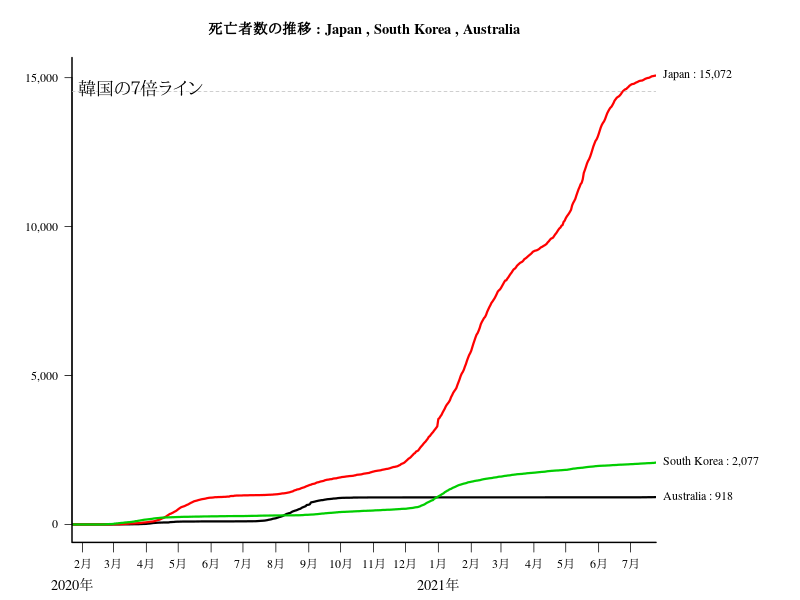 死亡者数の推移 : Japan , South Korea , Australia
15,000
韓国の7倍ライン
Japan : 15,072
10,000
5,000
South Korea : 2,077
Australia : 918
0
2月 3月 4月 5月 6月 7月 8月 9月 10月 11月 12月 1月 2月 3月 4月 5月 6月 7月
2020年 2021年